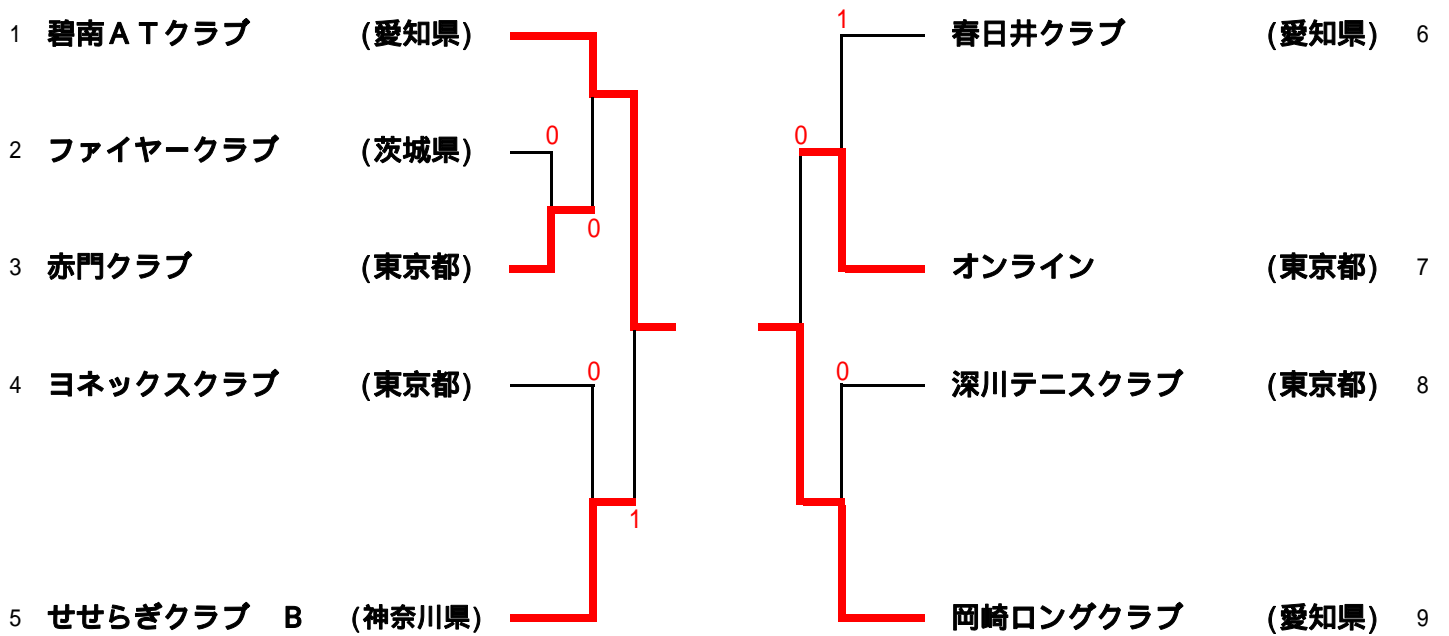 1 碧南ＡＴクラブ (愛知県)
2 ファイヤークラブ (茨城県)
0
0
3 赤門クラブ (東京都)
4 ヨネックスクラブ (東京都)
0
1
5 せせらぎクラブ　Ｂ (神奈川県)
1
春日井クラブ (愛知県) 6
0
オンライン (東京都) 7
0
深川テニスクラブ (東京都) 8
岡崎ロングクラブ (愛知県) 9